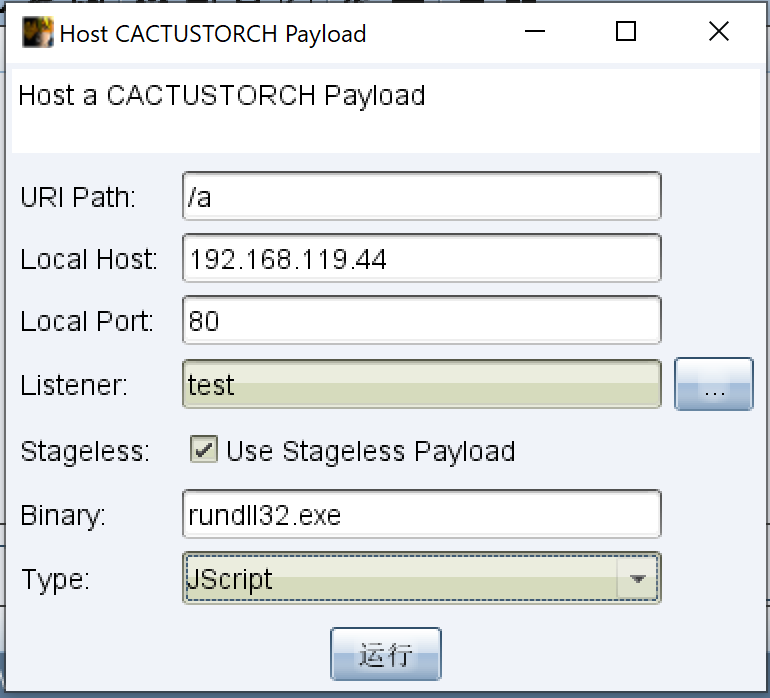 Host CACTUSTORCH Payload
Host a CACTUSTORCH Payload
URI Path: /a
Local Host: 192.168.119.44
Local Port: 80
Listener: test ...
Stageless: Use Stageless Payload
Binary: rundll32.exe
Type: JScript
运行